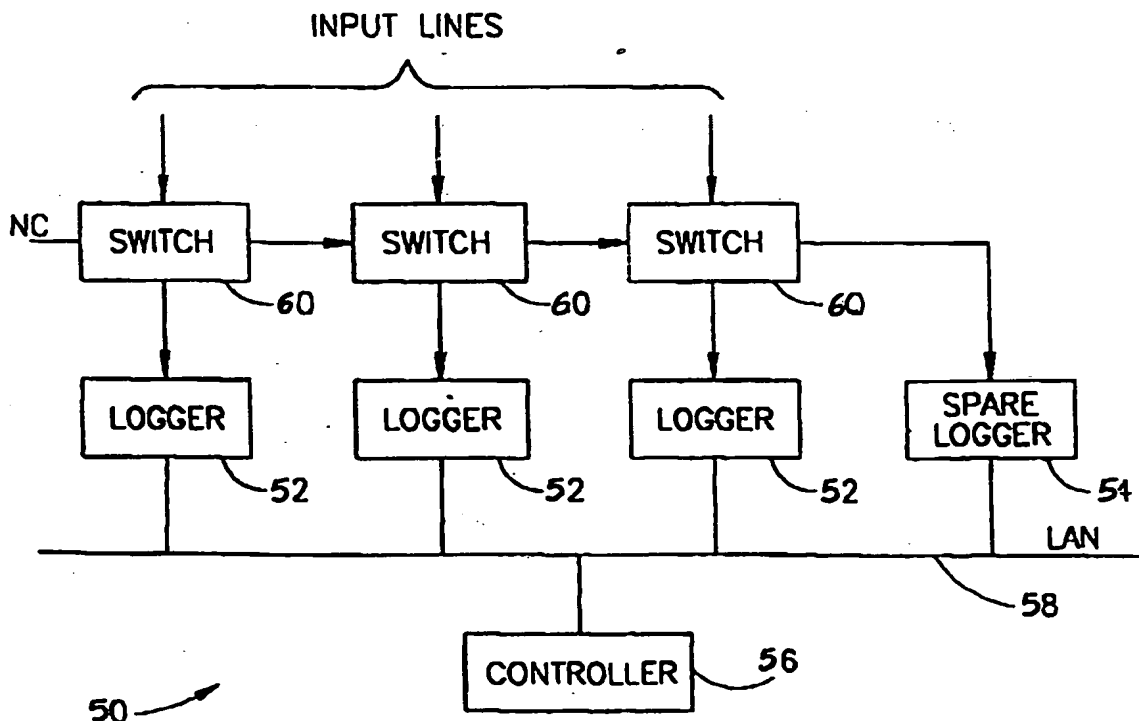 INPUT LINES
NC
SWITCH
SWITCH
SWITCH
60
60
60
LOGGER
LOGGER
LOGGER
SPARE
LOGGER
52
52
52
54
LAN
58
CONTROLLER
56
50